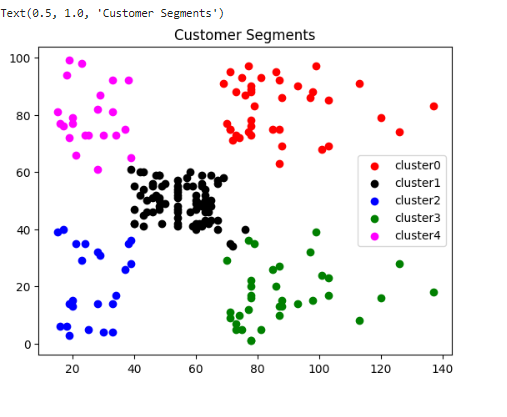 Text(0.5, 1.0, 'Customer Segments')
Customer Segments
100
80
60
40
20
0
cluster0
cluster1
cluster2
cluster3
cluster4
20 40 60 80 100 120 140